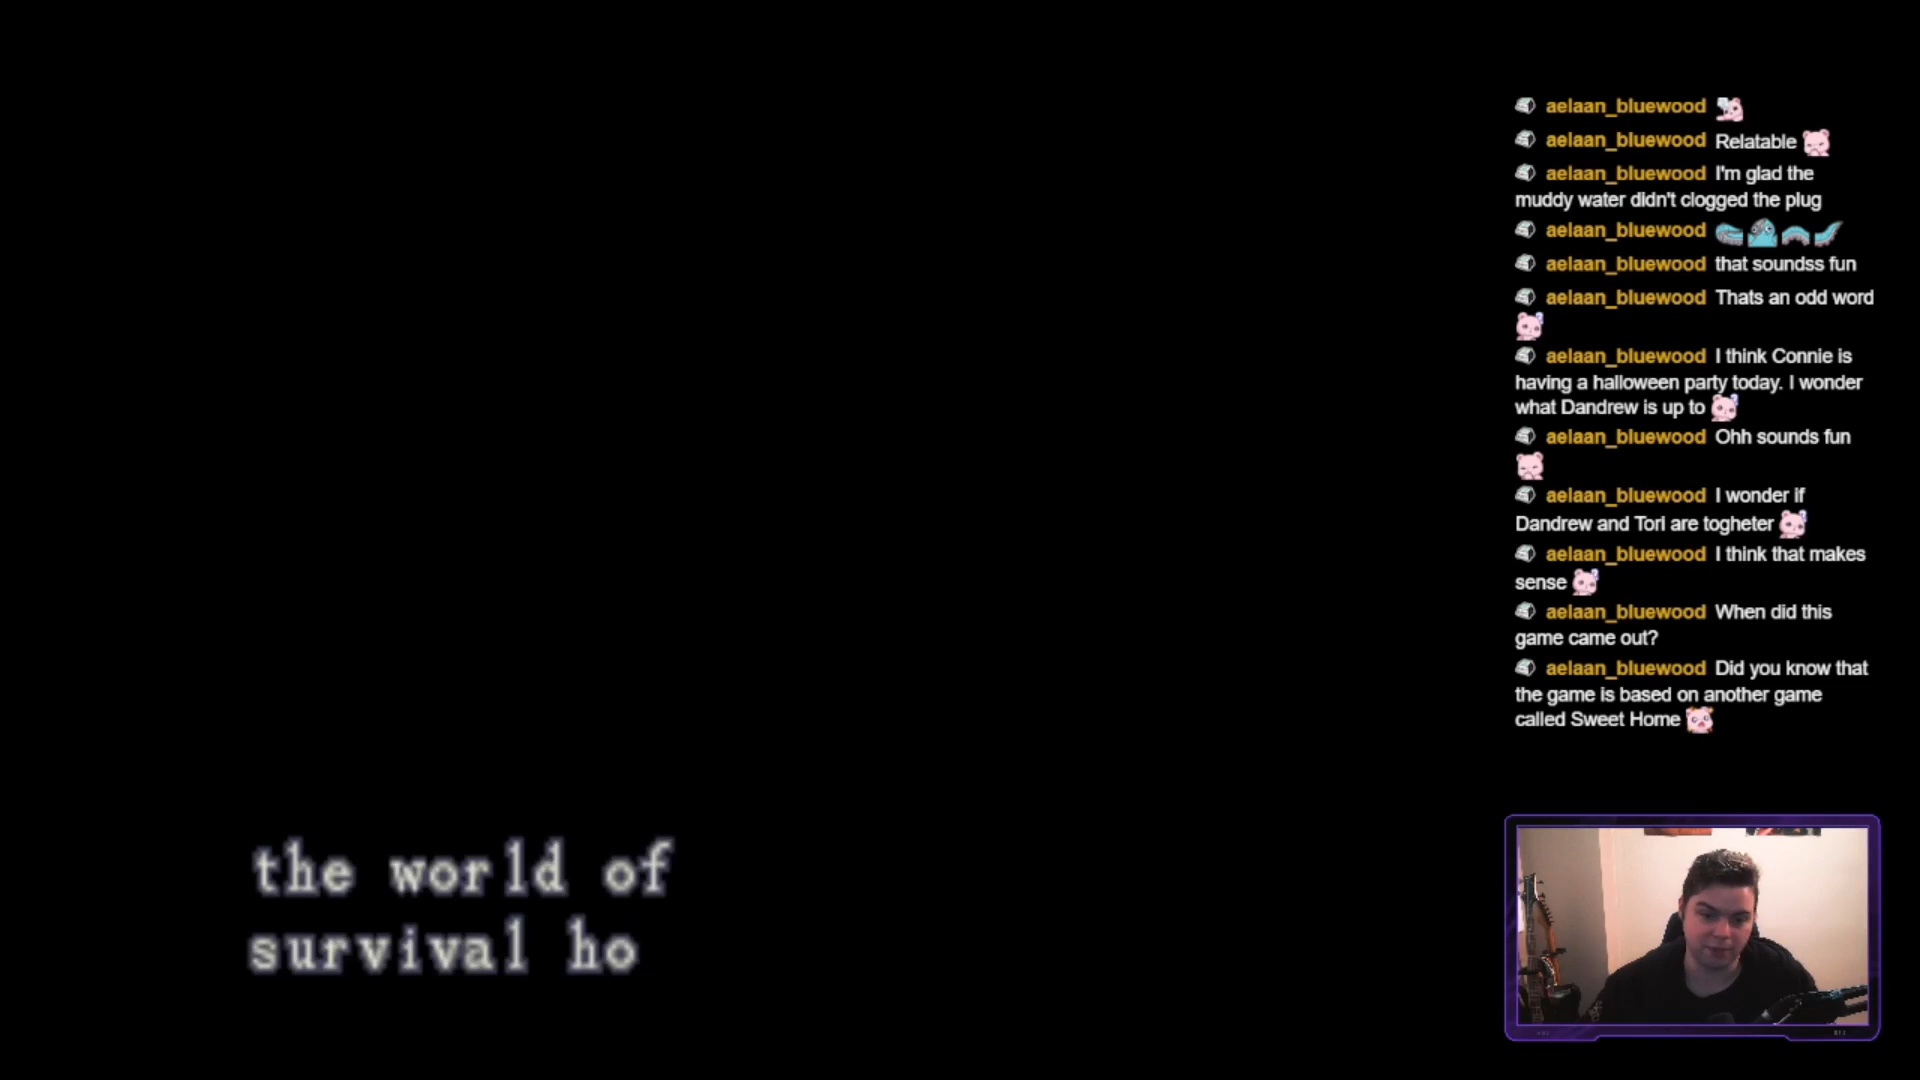 aelaan_bluewood
aelaan_bluewood Relatable
aelaan_bluewood I'm glad the
muddy water didn't clogged the plug
aelaan_bluewood
aelaan_bluewood that soundss fun
aelaan_bluewood Thats an odd word
aelaan_bluewood I think Connie is
having a halloween party today. I wonder
what Dandrew is up to
aelaan_bluewood Ohh sounds fun
aelaan_bluewood I wonder if
Dandrew and Tori are togheter
aelaan_bluewood I think that makes
sense
aelaan_bluewood When did this
game came out?
aelaan_bluewood Did you know that
the game is based on another game
called Sweet Home
the world of
survival ho